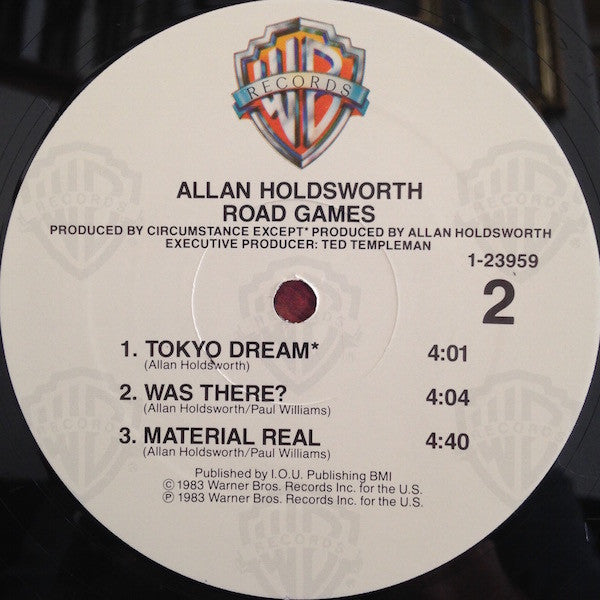 WB
RECORDS
ALLAN HOLDSWORTH
ROAD GAMES
PRODUCED BY CIRCUMSTANCE EXCEPT* PRODUCED BY ALLAN HOLDSWORTH
EXECUTIVE PRODUCER: TED TEMPLEMAN
1-23959
2
1. TOKYO DREAM* 4:01
(Allan Holdsworth)
2. WAS THERE? 4:04
(Allan Holdsworth/Paul Williams)
3. MATERIAL REAL 4:40
(Allan Holdsworth/Paul Williams)
Published by I.O.U. Publishing BMI
Ⓒ 1983 Warner Bros. Records Inc. for the U.S.
Ⓟ 1983 Warner Bros. Records Inc. for the U.S.